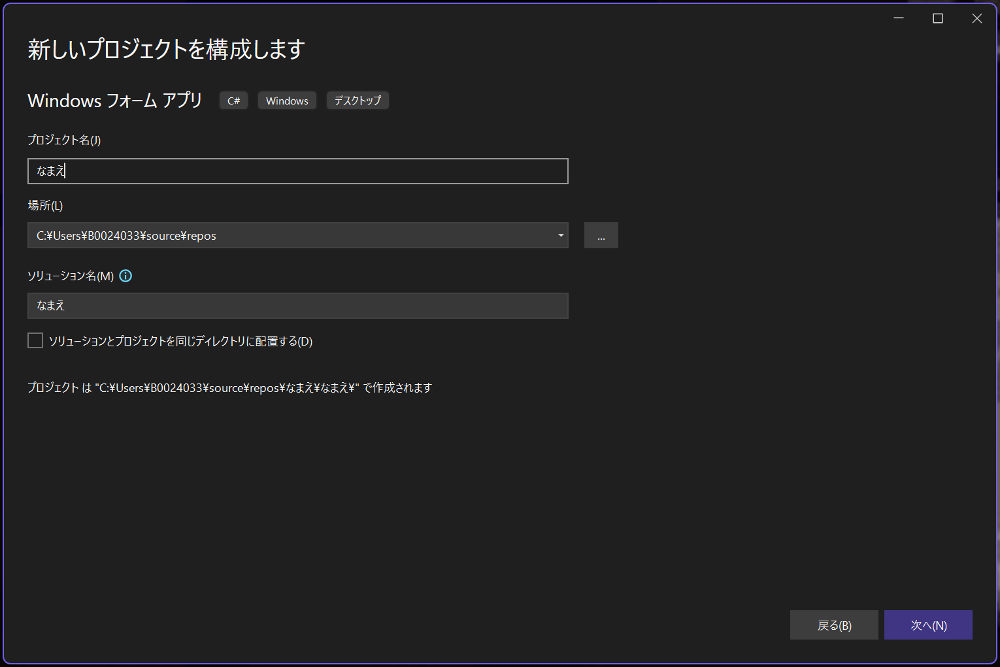 新しいプロジェクトを構成します
Windows フォーム アプリ C# Windows デスクトップ
プロジェクト名(J)
なまえ
場所(L)
C:¥Users¥B0024033¥source¥repos
...
ソリューション名(M)
なまえ
ソリューションとプロジェクトを同じディレクトリに配置する(D)
プロジェクト は "C:¥Users¥B0024033¥source¥repos¥なまえ¥なまえ¥" で作成されます
戻る(B) 次へ(N)